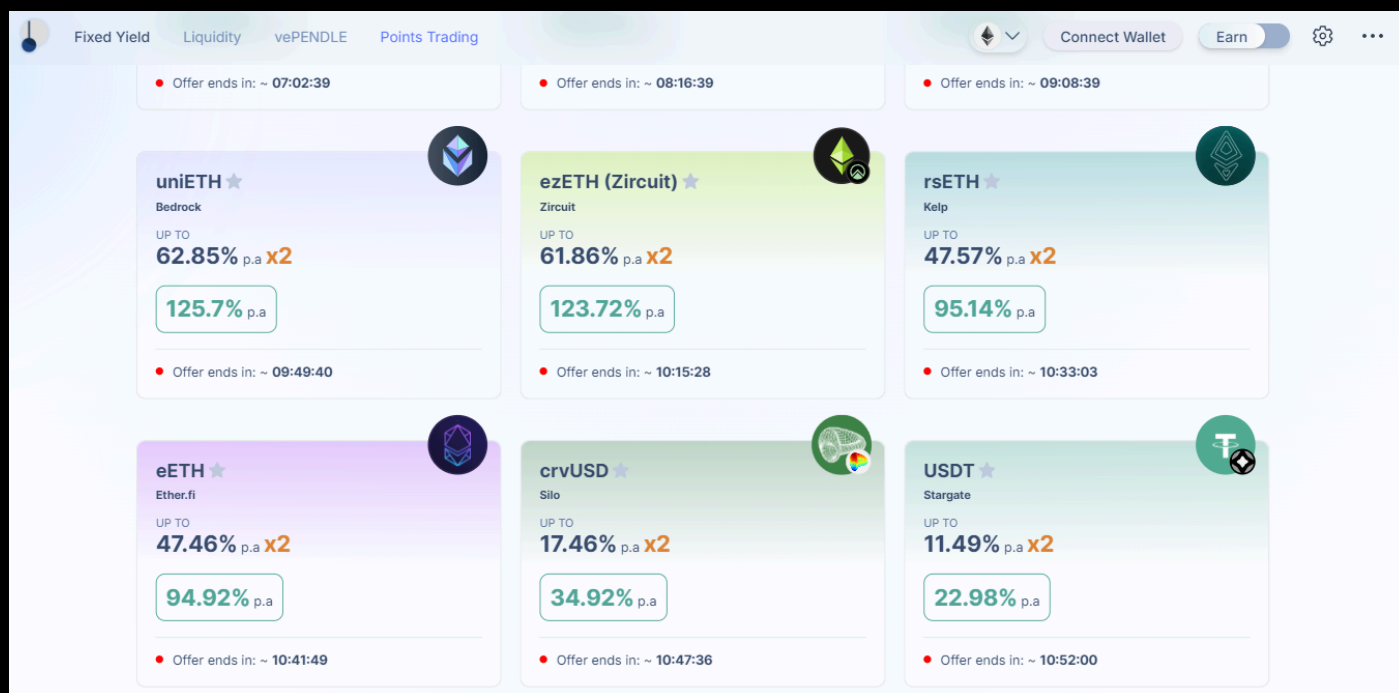 Fixed Yield Liquidity vePENDLE Points Trading Connect Wallet Earn
Offer ends in: ~ 07:02:39
Offer ends in: ~ 08:16:39
Offer ends in: ~ 09:08:39
uniETH
Bedrock
UP TO
62.85% p.a x2
125.7% p.a
Offer ends in: ~ 09:49:40
ezETH (Zircuit)
Zircuit
UP TO
61.86% p.a x2
123.72% p.a
Offer ends in: ~ 10:15:28
rsETH
Kelp
UP TO
47.57% p.a x2
95.14% p.a
Offer ends in: ~ 10:33:03
eETH
Ether.fi
UP TO
47.46% p.a x2
94.92% p.a
Offer ends in: ~ 10:41:49
crvUSD
Silo
UP TO
17.46% p.a x2
34.92% p.a
Offer ends in: ~ 10:47:36
USDT
Stargate
UP TO
11.49% p.a x2
22.98% p.a
Offer ends in: ~ 10:52:00